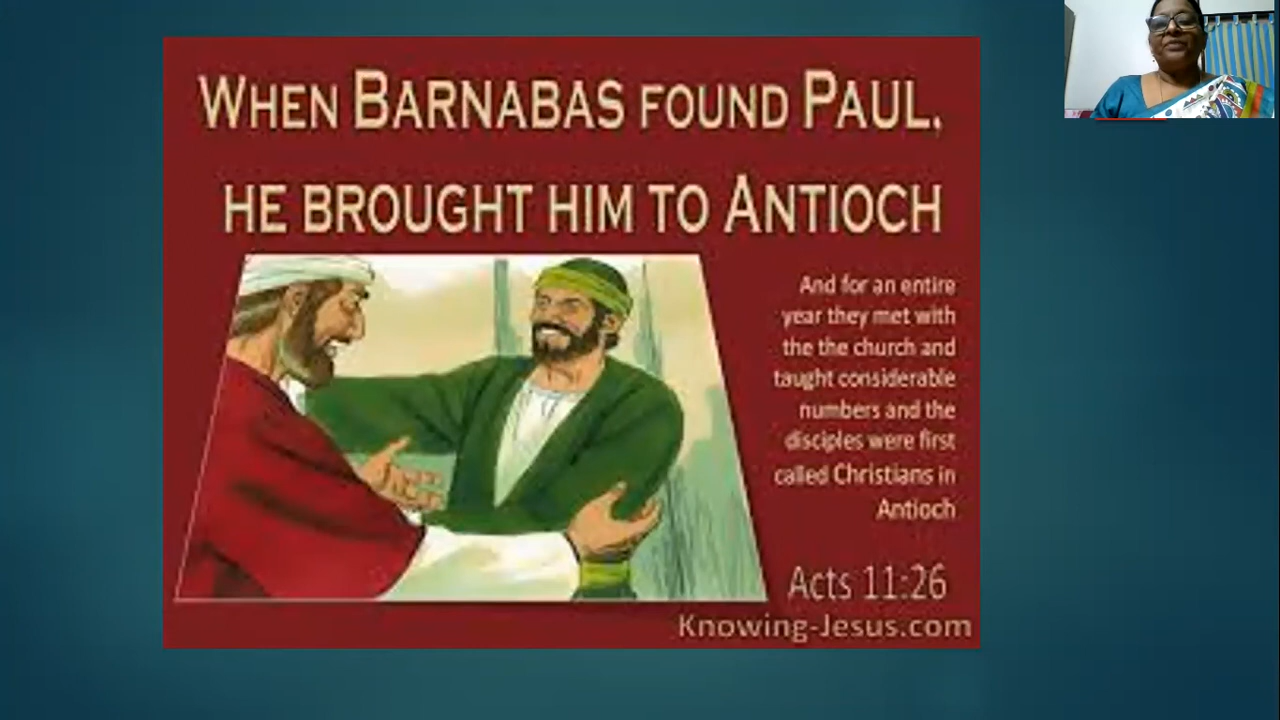 WHEN BARNABAS FOUND PAUL,
HE BROUGHT HIM TO ANTIOCH
And for an entire
year they met with
the the church and
taught considerable
numbers and the
disciples were first
called Christians in
Antioch
Acts 11:26
Knowing-Jesus.com